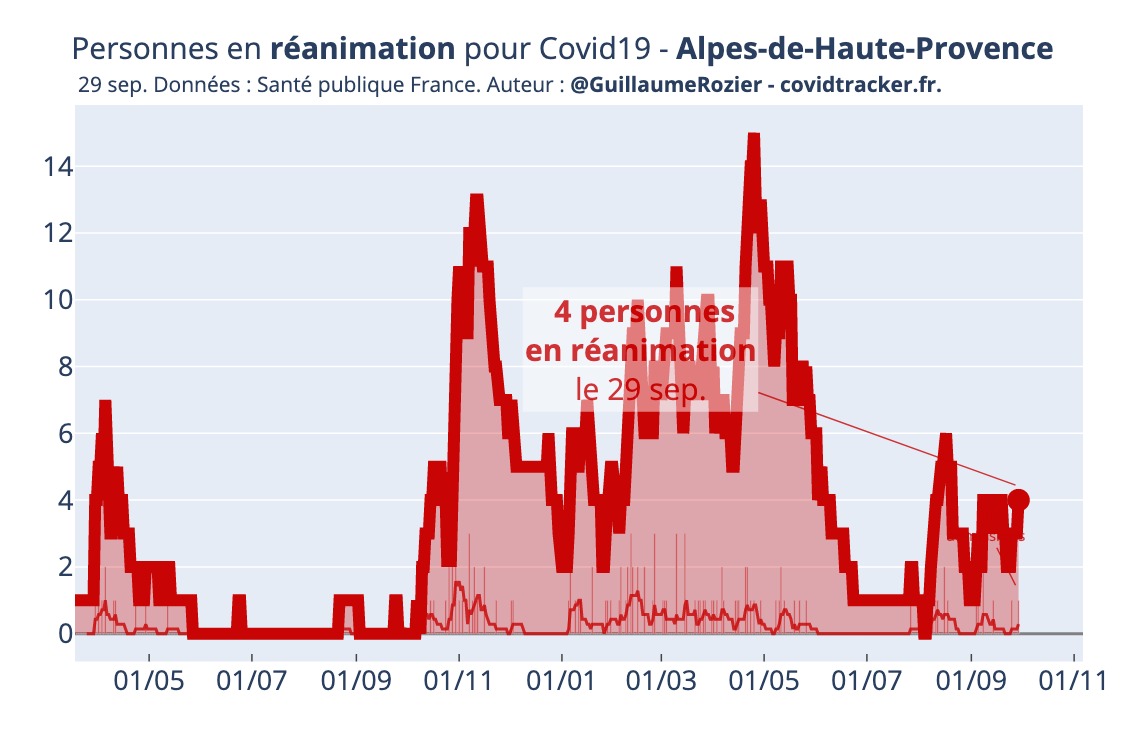 Personnes en réanimation pour Covid19 - Alpes-de-Haute-Provence
29 sep. Données : Santé publique France. Auteur : @GuillaumeRozier - covidtracker.fr.
14
12
10
8
6
4
2
0
4 personnes
en réanimation
le 29 sep.
01/05 01/07 01/09 01/11 01/01 01/03 01/05 01/07 01/09 01/11